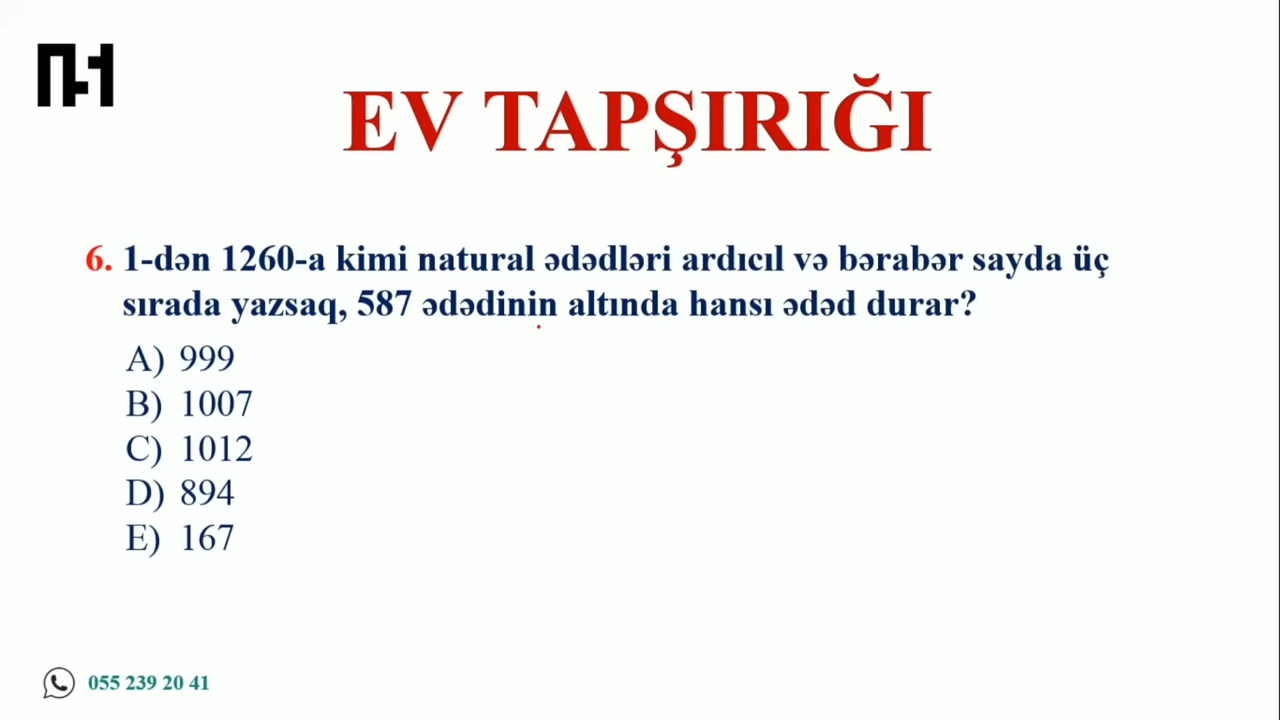 EV TAPŞIRIĞI
6. 1-dən 1260-a kimi natural ədədləri ardıcıl və bərabər sayda üç
sırada yazsaq, 587 ədədinin altında hansı ədəd durar?
A) 999
B) 1007
C) 1012
D) 894
E) 167
055 239 20 41